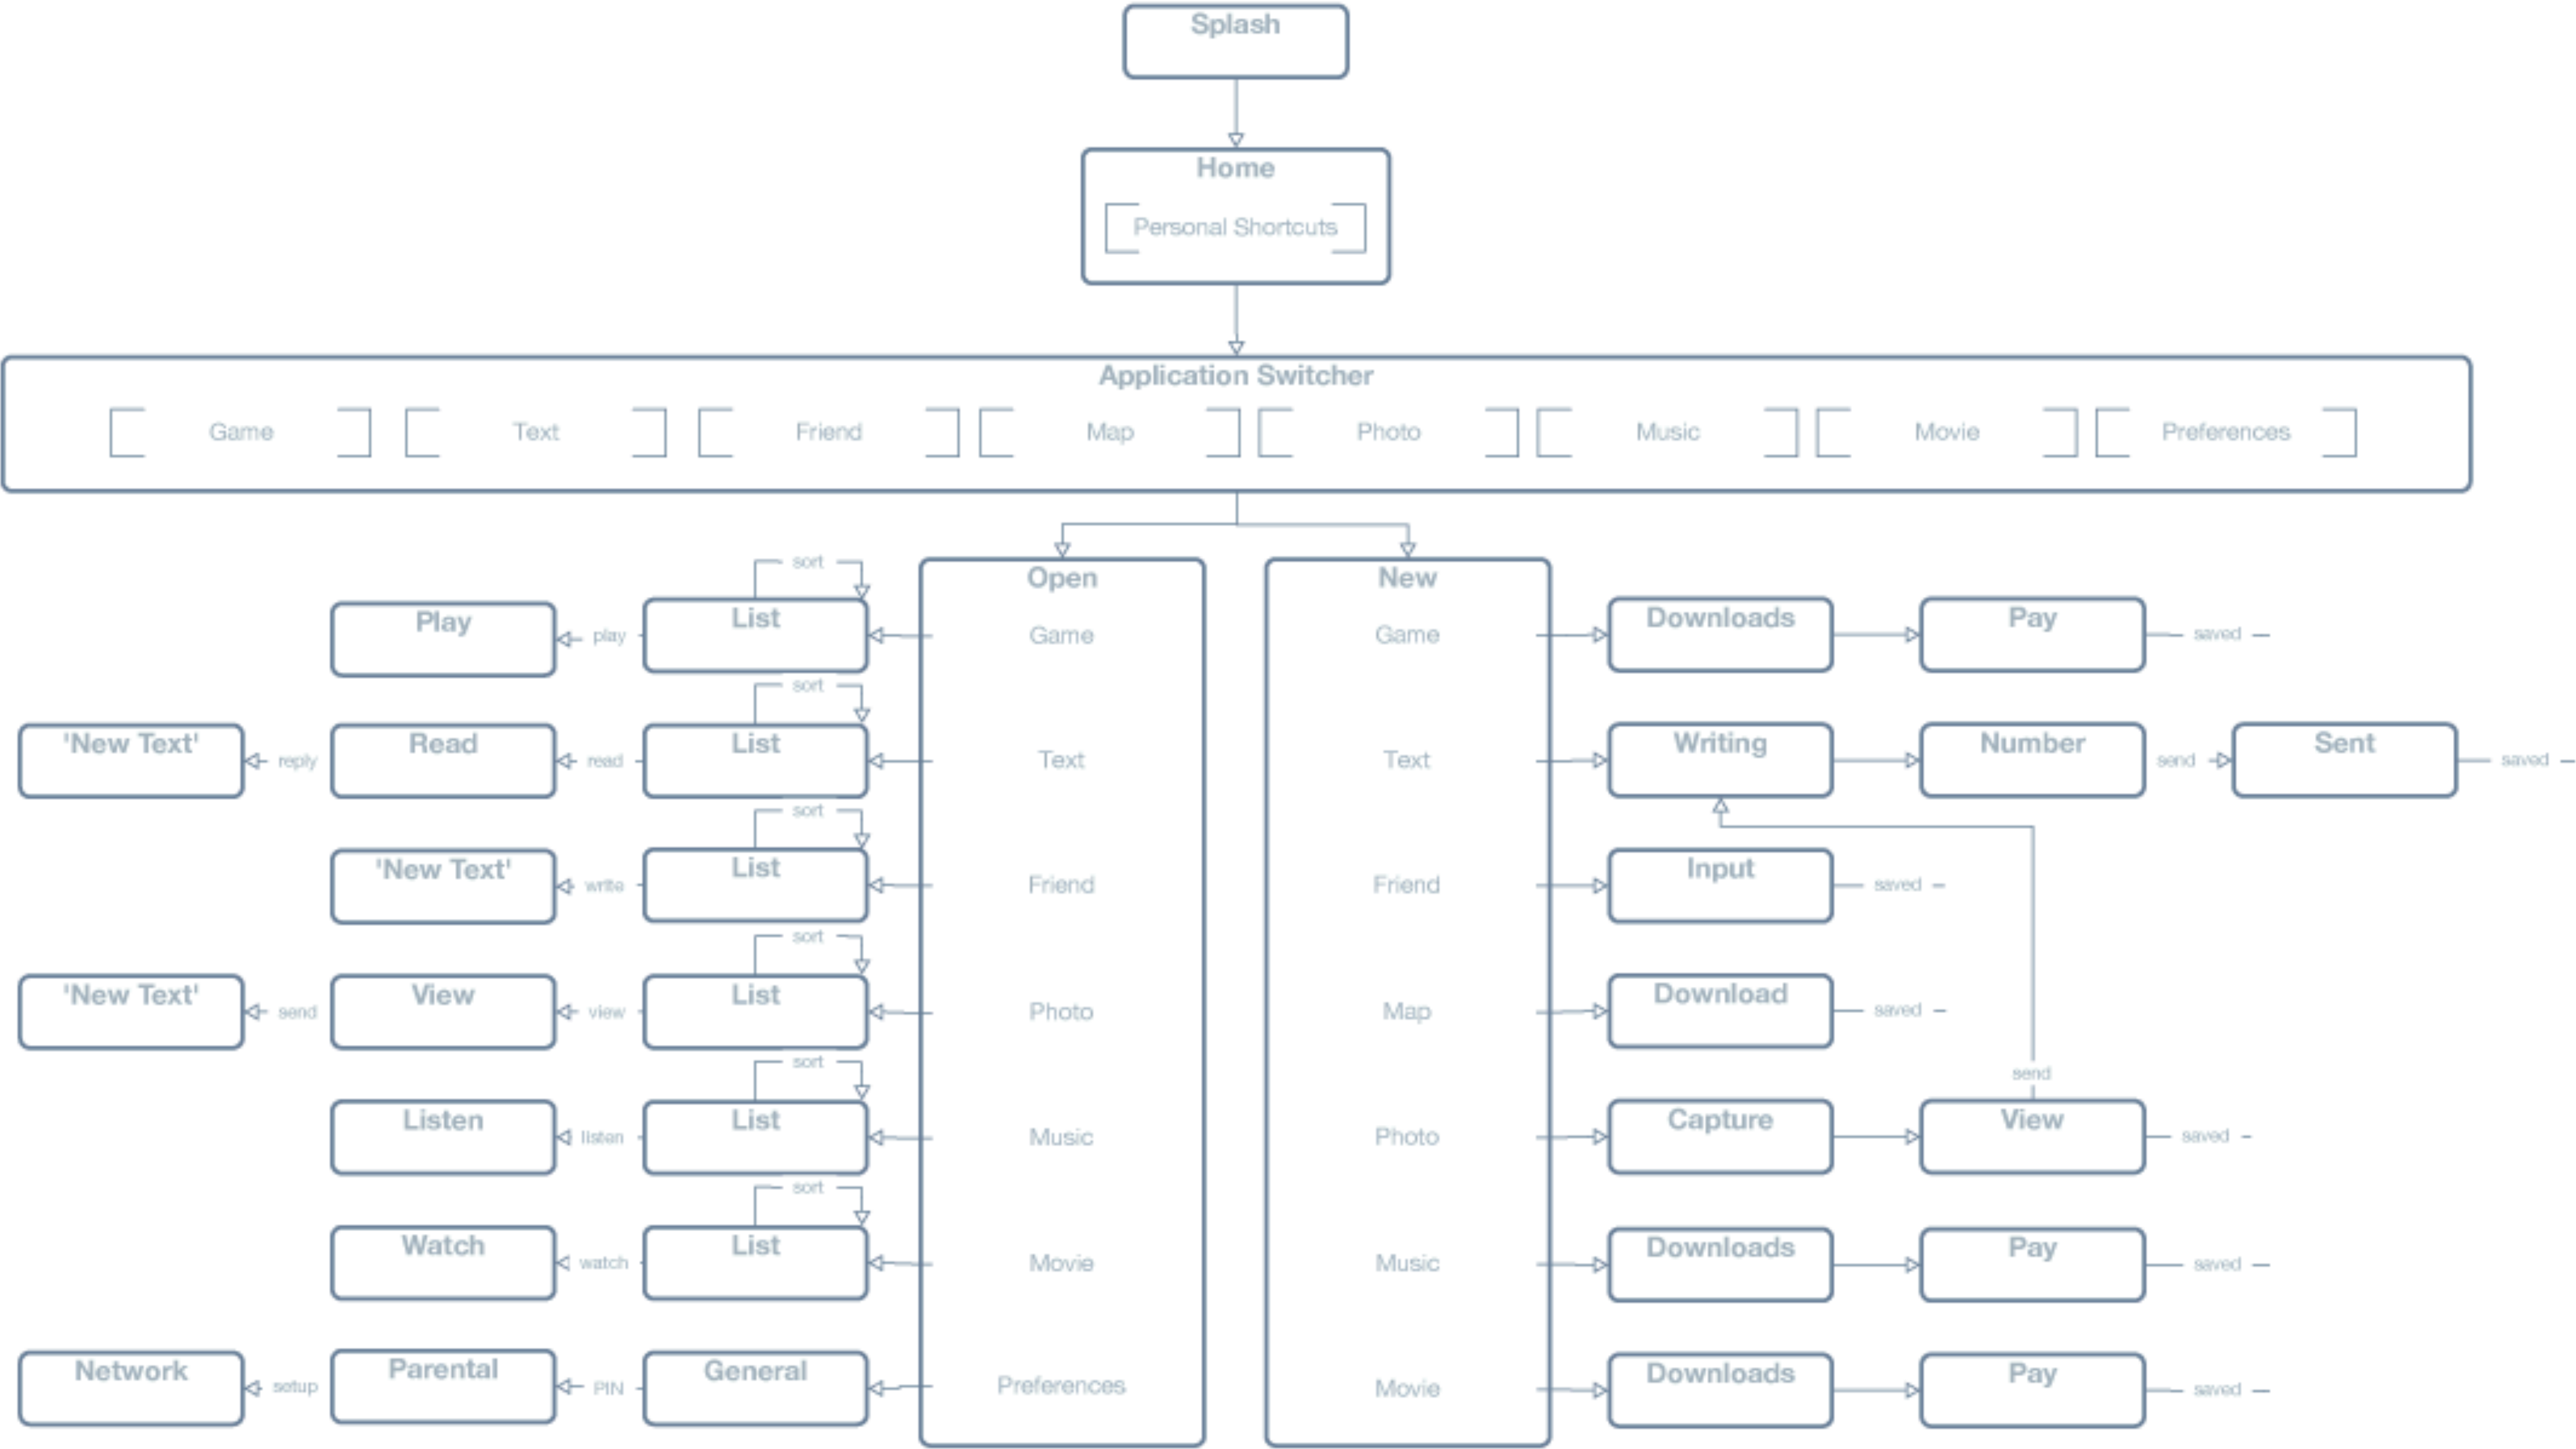 Splash
Home
Personal Shortcuts
Application Switcher
Game Text Friend Map Photo Music Movie Preferences
Open
New
sort
Play play List Game
Game Downloads Pay saved
sort
'New Text' reply Read read List Text
Text Writing Number send Sent saved
sort
'New Text' write List Friend
Friend Input saved
sort
'New Text' send View view List Photo
Map Download saved
sort
send
Listen listen List Music
Photo Capture View saved
sort
Watch watch List Movie
Music Downloads Pay saved
Network setup Parental PIN General Preferences
Movie Downloads Pay saved